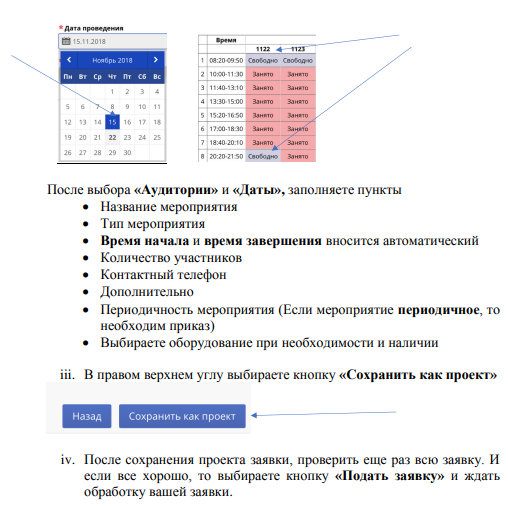 * Дата проведения
15.11.2018
Ноябрь 2018
Пн Вт Ср Чт Пт Сб Вс
1 2 3 4
5 6 7 8 9 10 11
12 13 14 15 16 17 18
19 20 21 22 23 24 25
26 27 28 29 30
Время
1122 1123
1 08:20-09:50 Свободно Свободно
2 10:00-11:30 Занято Занято
3 11:40-13:10 Занято Занято
4 13:30-15:00 Занято Занято
5 15:20-16:50 Занято Занято
6 17:00-18:30 Занято Занято
7 18:40-20:10 Занято Занято
8 20:20-21:50 Свободно Занято
После выбора «Аудитории» и «Даты», заполняете пункты
• Название мероприятия
• Тип мероприятия
• Время начала и время завершения вносится автоматический
• Количество участников
• Контактный телефон
• Дополнительно
• Периодичность мероприятия (Если мероприятие периодичное, то
необходим приказ)
• Выбираете оборудование при необходимости и наличии
iii. В правом верхнем углу выбираете кнопку «Сохранить как проект»
Назад Сохранить как проект
iv. После сохранения проекта заявки, проверить еще раз всю заявку. И
если все хорошо, то выбираете кнопку «Подать заявку» и ждать
обработку вашей заявки.